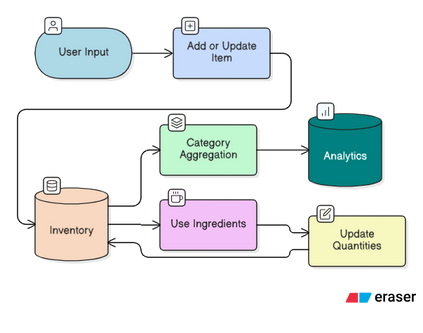 User Input
Add or Update
Item
Category
Aggregation
Analytics
Inventory
Use Ingredients
Update
Quantities
eraser